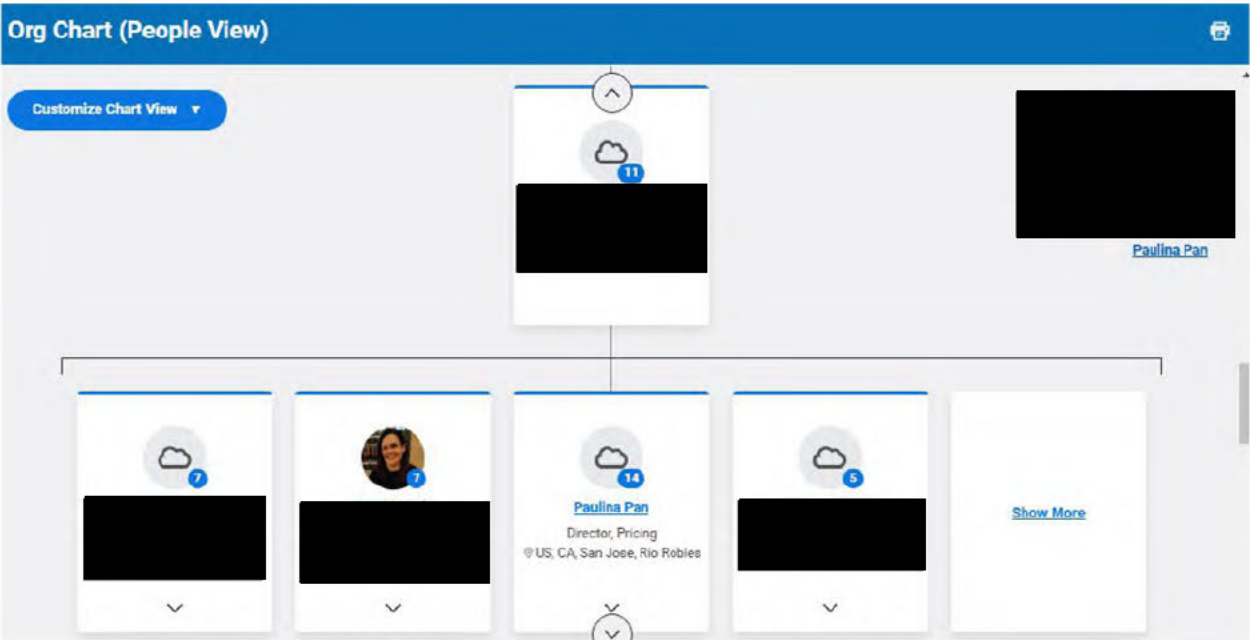 Org Chart (People View)
Customize Chart View
11
Paulina Pan
7
7
14
5
Paulina Pan
Director, Pricing
US, CA, San Jose, Rio Robles
Show More